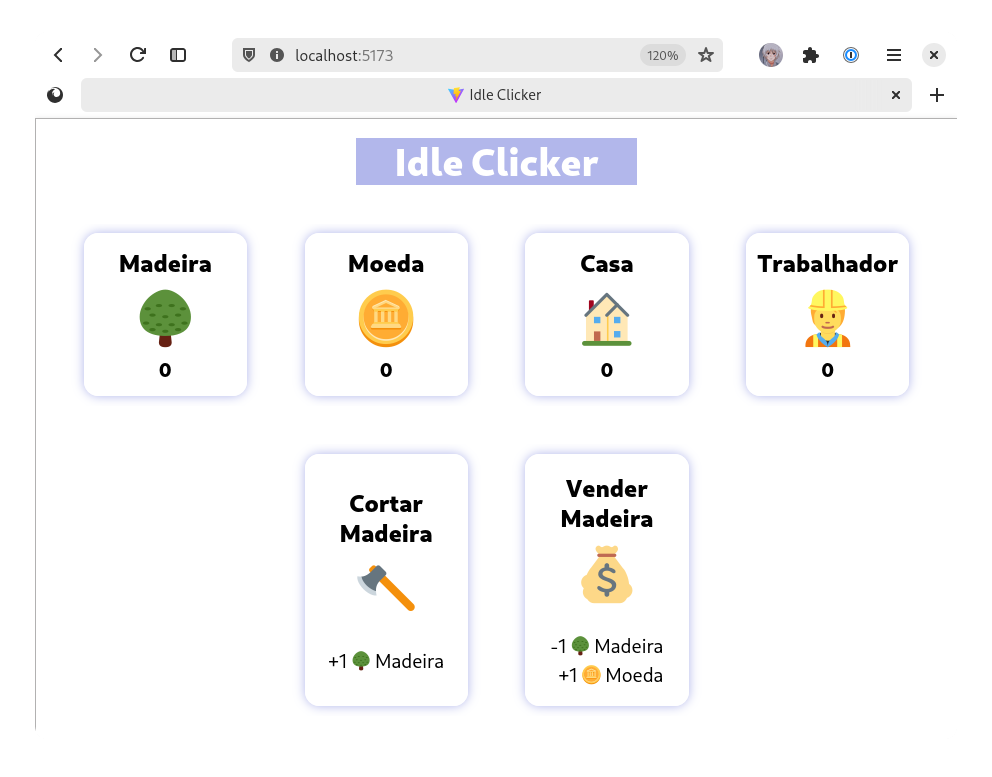 localhost:5173
120%
Idle Clicker
Idle Clicker
Madeira
Moeda
Casa
Trabalhador
0
0
0
0
Cortar
Madeira
+1 Madeira
Vender
Madeira
$
-1 Madeira
+1 Moeda